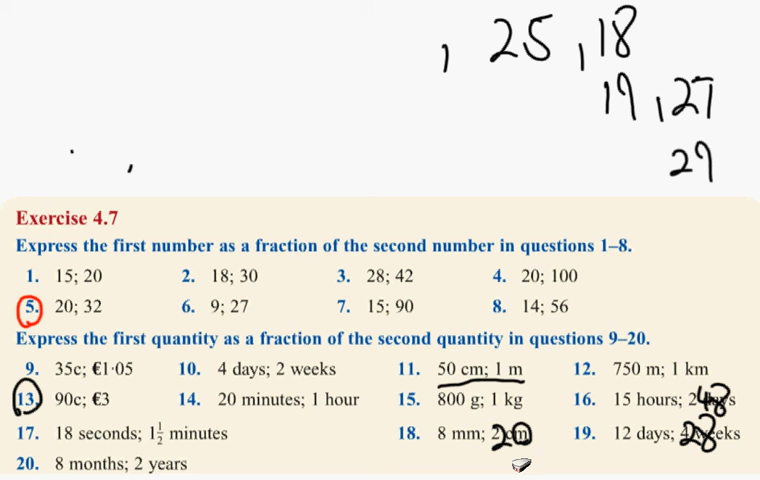 , 25 , 18
19 , 27
29
Exercise 4.7
Express the first number as a fraction of the second number in questions 1–8.
1. 15; 20 2. 18; 30 3. 28; 42 4. 20; 100
5. 20; 32 6. 9; 27 7. 15; 90 8. 14; 56
Express the first quantity as a fraction of the second quantity in questions 9–20.
9. 35c; €1·05 10. 4 days; 2 weeks 11. 50 cm; 1 m 12. 750 m; 1 km
13. 90c; €3 14. 20 minutes; 1 hour 15. 800 g; 1 kg 16. 15 hours; 2 48
17. 18 seconds; 1½ minutes 18. 8 mm; 20 19. 12 days; 28
20. 8 months; 2 years